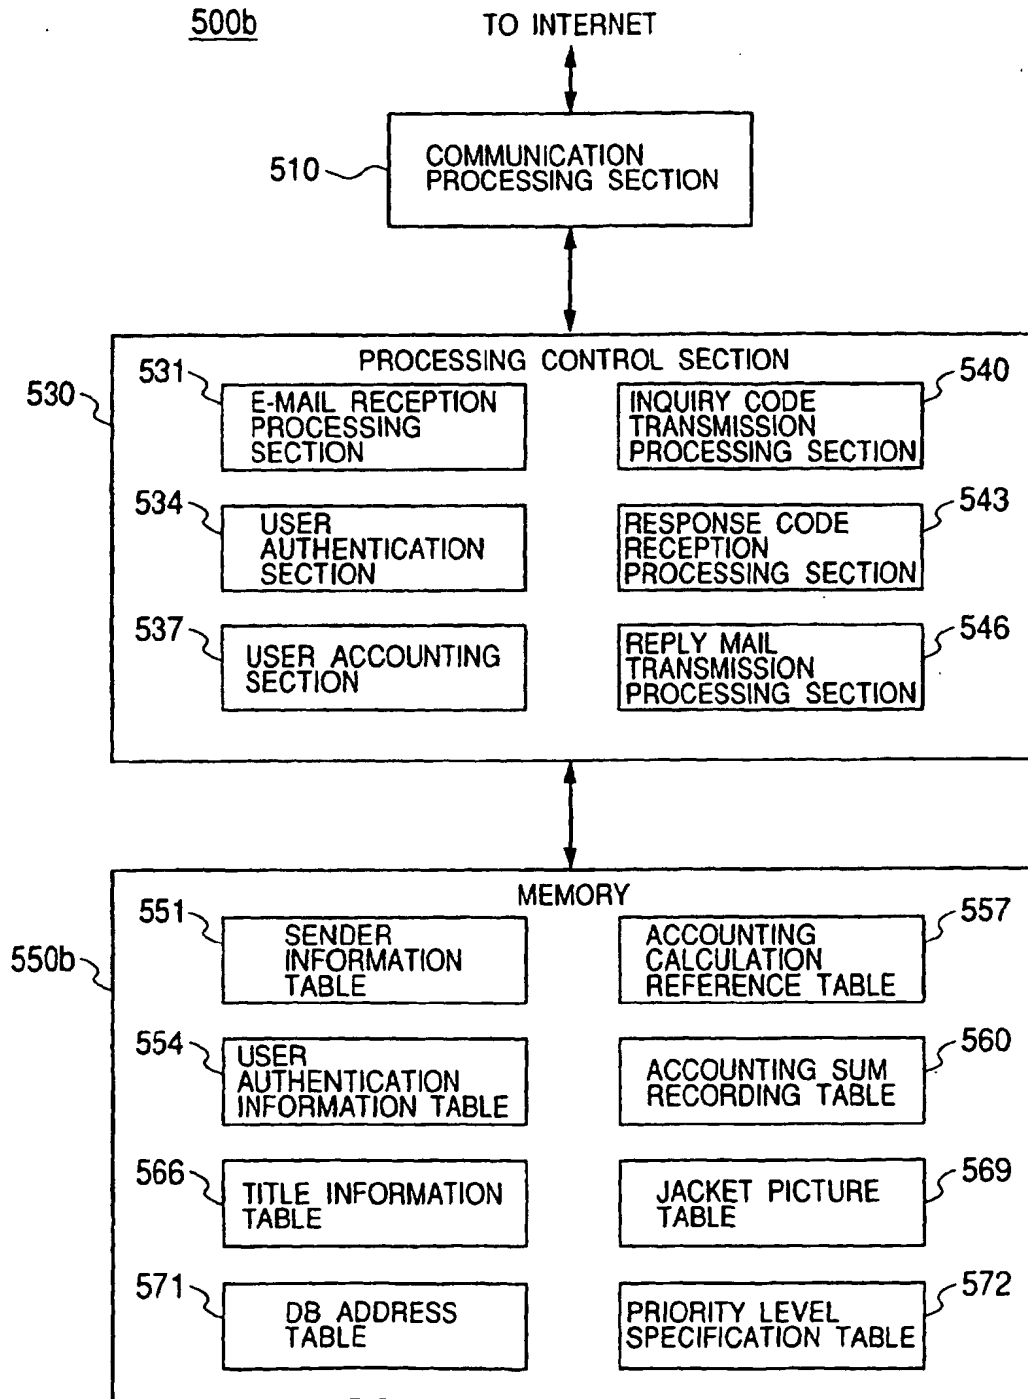 500b
TO INTERNET
510
COMMUNICATION
PROCESSING SECTION
530
PROCESSING CONTROL SECTION
531
E-MAIL RECEPTION
PROCESSING
SECTION
540
INQUIRY CODE
TRANSMISSION
PROCESSING SECTION
534
USER
AUTHENTICATION
SECTION
543
RESPONSE CODE
RECEPTION
PROCESSING SECTION
537
USER ACCOUNTING
SECTION
546
REPLY MAIL
TRANSMISSION
PROCESSING SECTION
550b
MEMORY
551
SENDER
INFORMATION
TABLE
557
ACCOUNTING
CALCULATION
REFERENCE TABLE
554
USER
AUTHENTICATION
INFORMATION TABLE
560
ACCOUNTING SUM
RECORDING TABLE
566
TITLE INFORMATION
TABLE
569
JACKET PICTURE
TABLE
571
DB ADDRESS
TABLE
572
PRIORITY LEVEL
SPECIFICATION TABLE